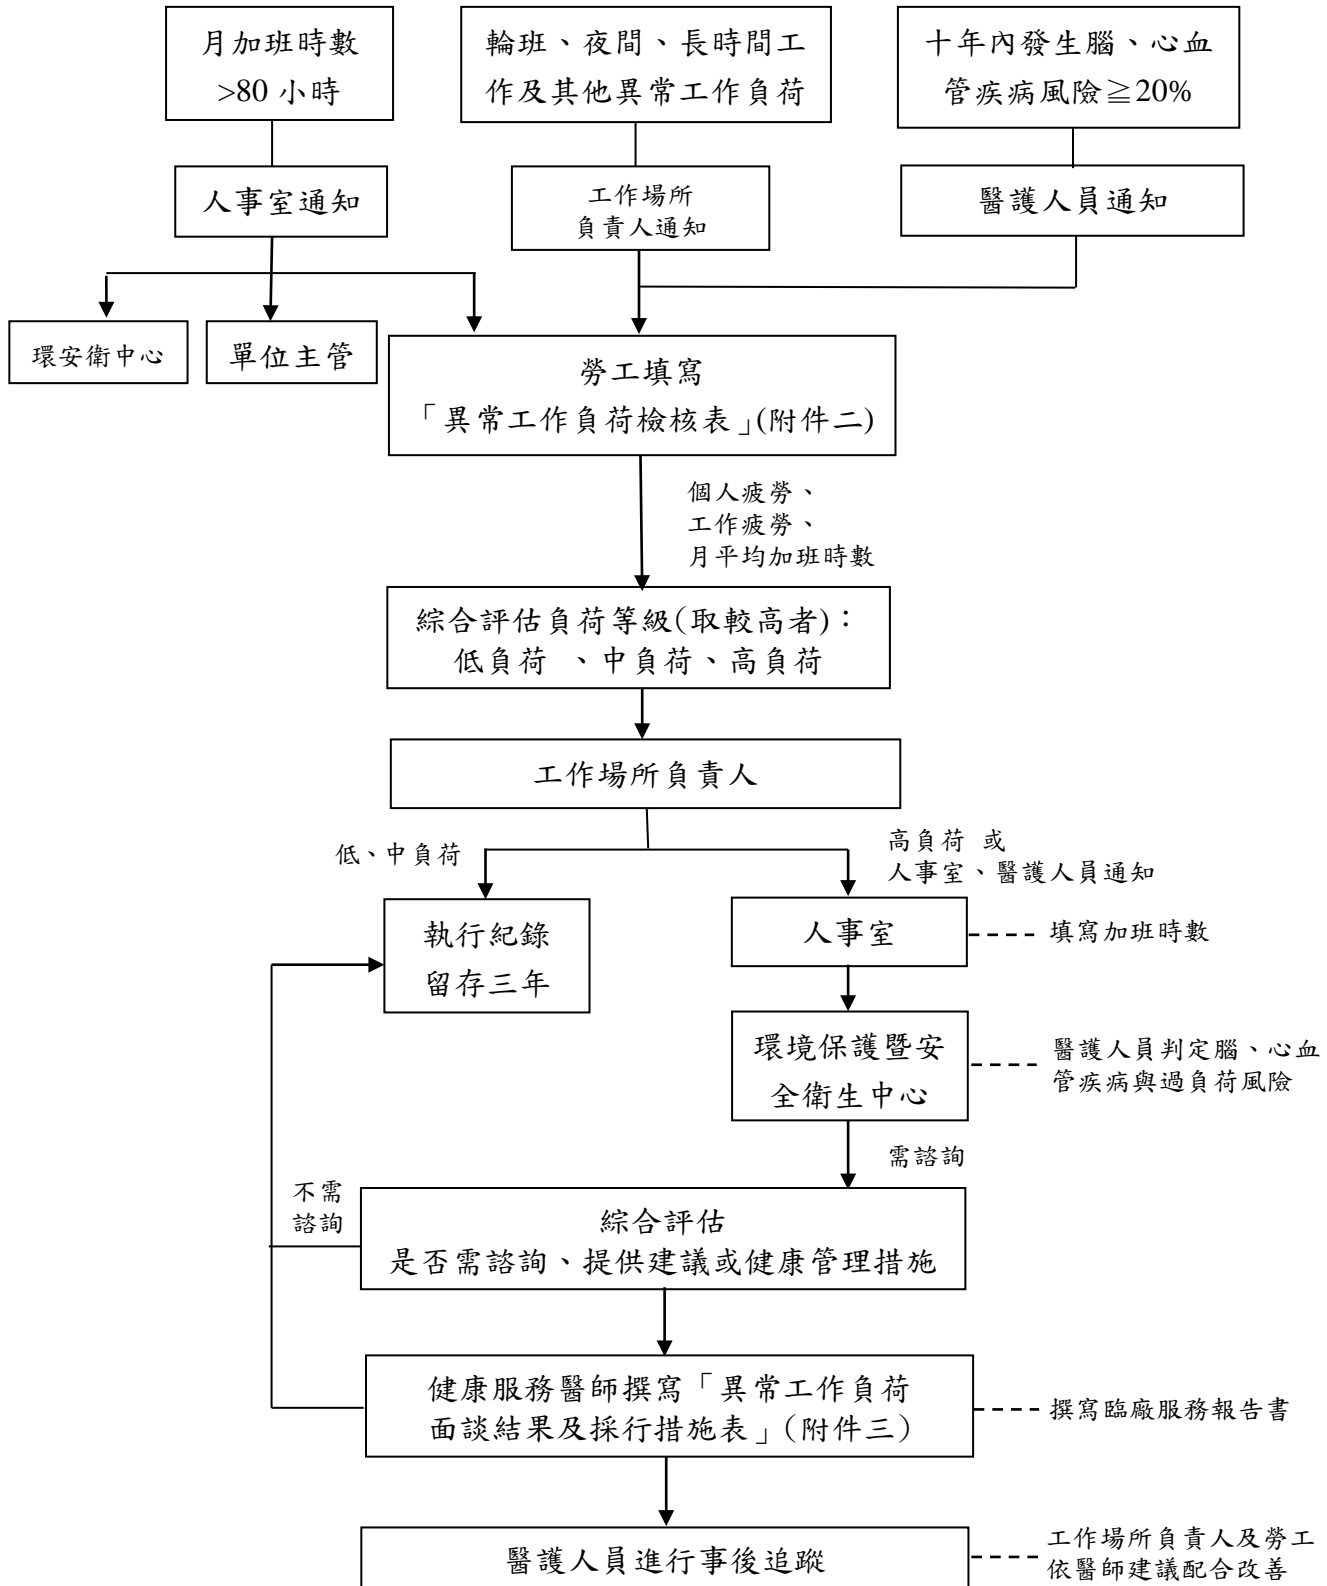 月加班時數
>80 小時
輪班、夜間、長時間工
作及其他異常工作負荷
十年內發生腦、心血
管疾病風險≧20%
人事室通知
工作場所
負責人通知
醫護人員通知
環安衛中心
單位主管
勞工填寫
「異常工作負荷檢核表」(附件二)
個人疲勞、
工作疲勞、
月平均加班時數
綜合評估負荷等級(取較高者)：
低負荷 、中負荷、高負荷
工作場所負責人
低、中負荷
高負荷 或
人事室、醫護人員通知
執行紀錄
留存三年
人事室
填寫加班時數
環境保護暨安
全衛生中心
醫護人員判定腦、心血
管疾病與過負荷風險
需諮詢
不需
諮詢
綜合評估
是否需諮詢、提供建議或健康管理措施
健康服務醫師撰寫「異常工作負荷
面談結果及採行措施表」(附件三)
撰寫臨廠服務報告書
醫護人員進行事後追蹤
工作場所負責人及勞工
依醫師建議配合改善